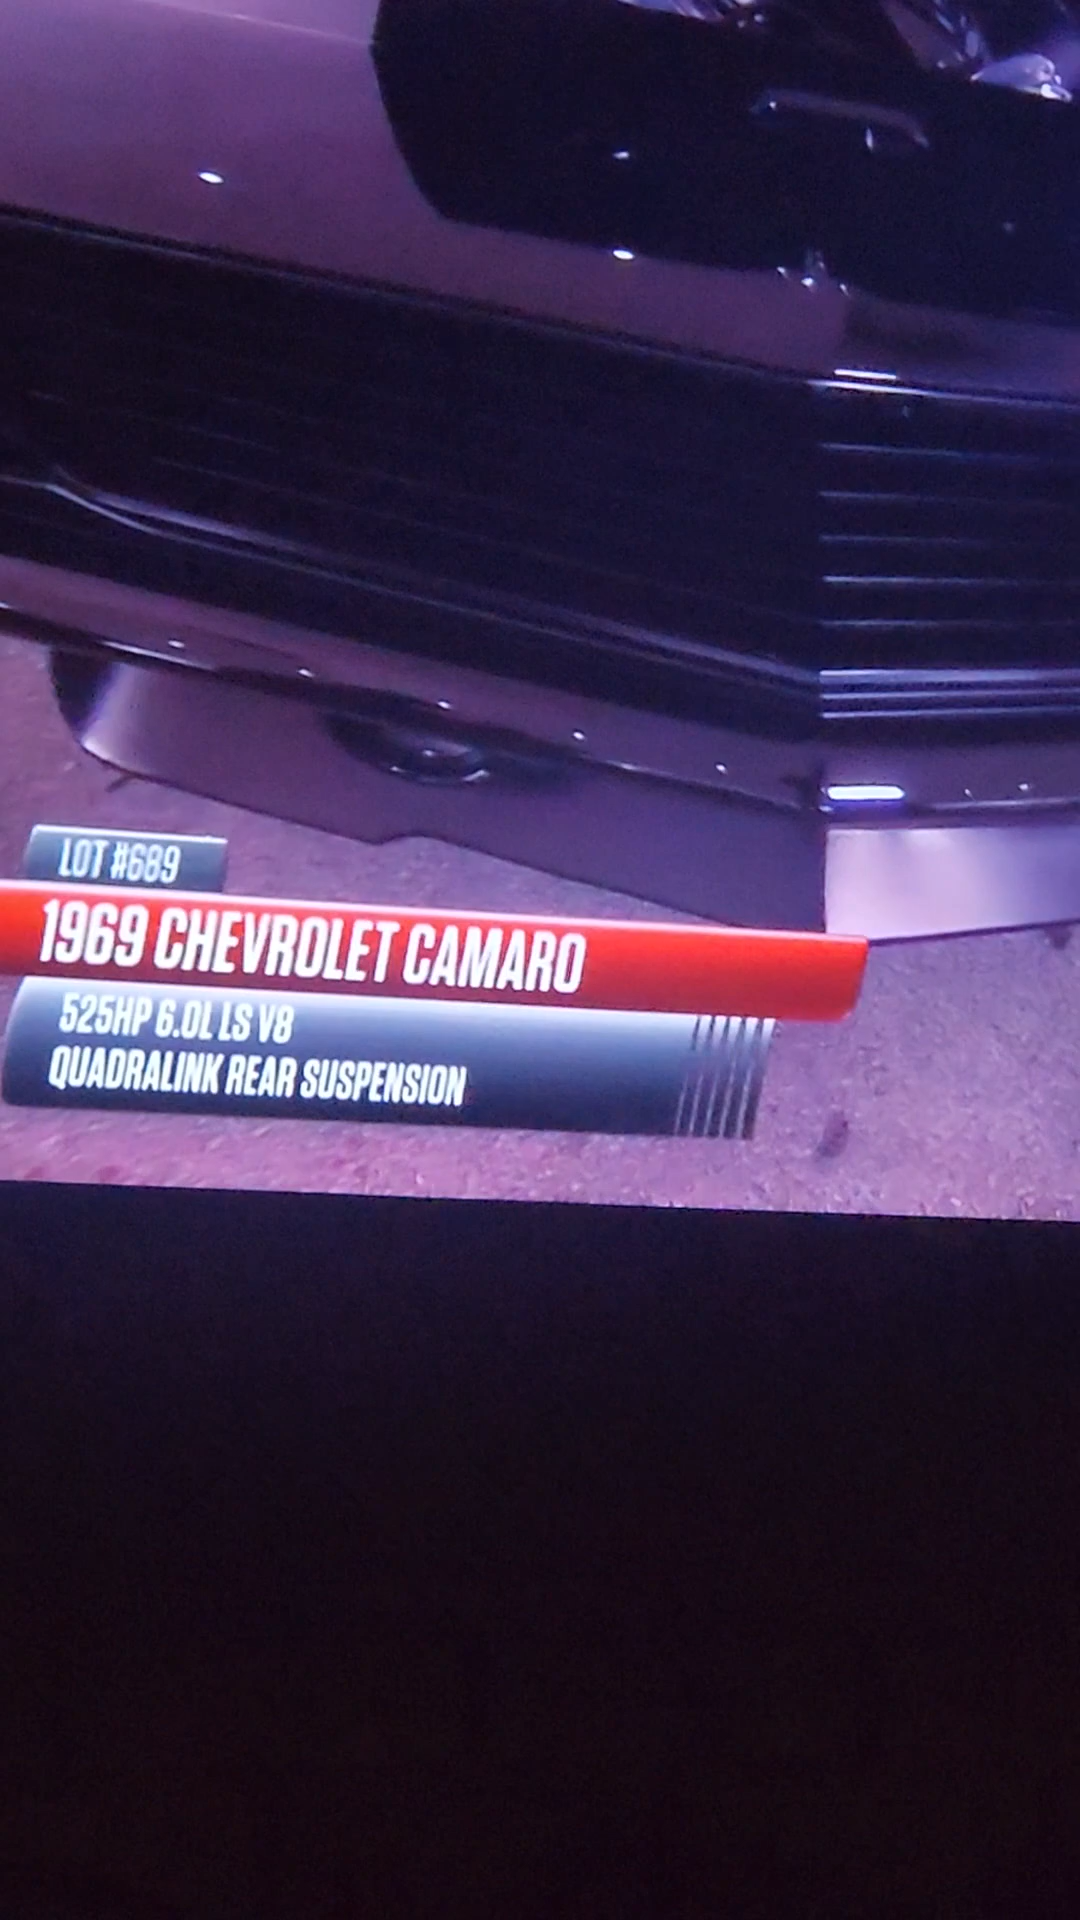 LOT #689
1969 CHEVROLET CAMARO
525HP 6.0L LS V8
QUADRALINK REAR SUSPENSION